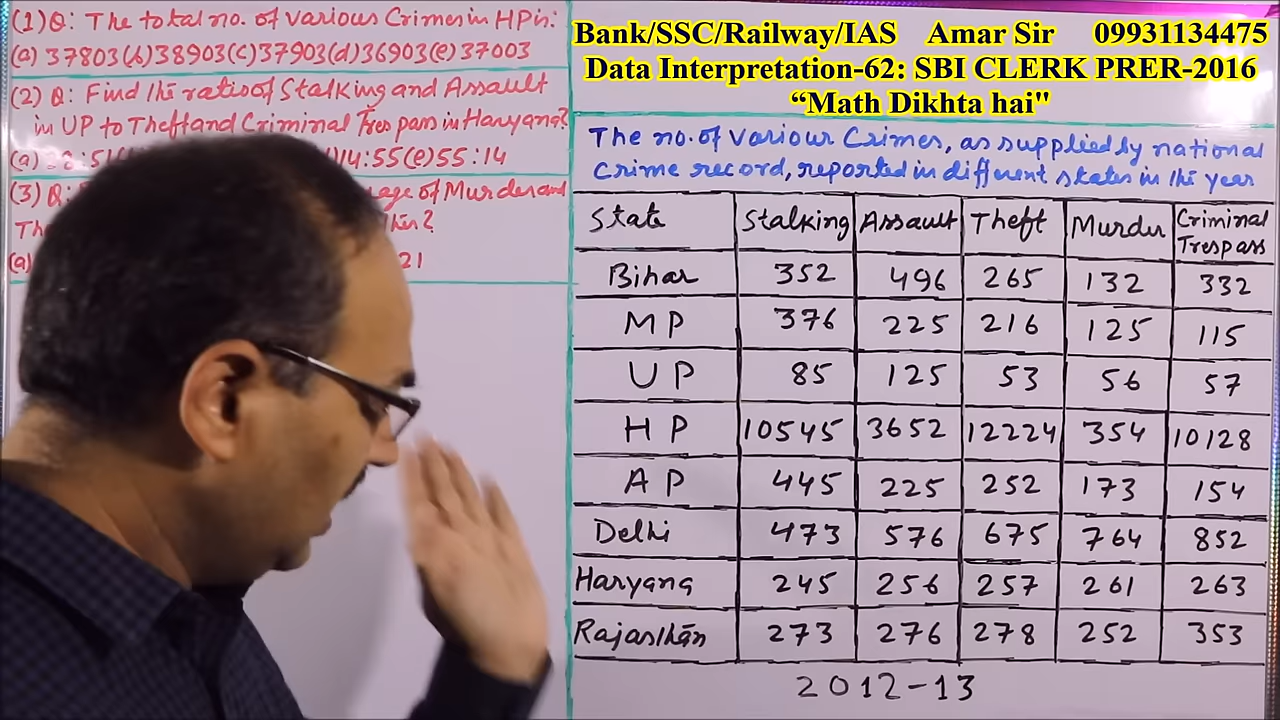 (1) Q: The total no. of various Crimes in HP is:
(a) 37803 (b) 38903 (c) 37903 (d) 36903 (e) 37003
(2) Q: Find the ratio of Stalking and Assault
in UP to Theft and Criminal Trespass in Haryana?
(a) 8:51 14:55 (e) 55:14
(3) Q: age of Murder and
Th
(a) 21
Bank/SSC/Railway/IAS Amar Sir 09931134475
Data Interpretation-62: SBI CLERK PRER-2016
“Math Dikhta hai"
The no. of various Crimes, as supplied by national
Crime record, reported in different states in the year
State Stalking Assault Theft Murder Criminal Trespass
Bihar 352 496 265 132 332
MP 376 225 216 125 115
UP 85 125 53 56 57
HP 10545 3652 12224 354 10128
AP 445 225 252 173 154
Delhi 473 576 675 764 852
Haryana 245 256 257 261 263
Rajasthan 273 276 278 252 353
2012-13